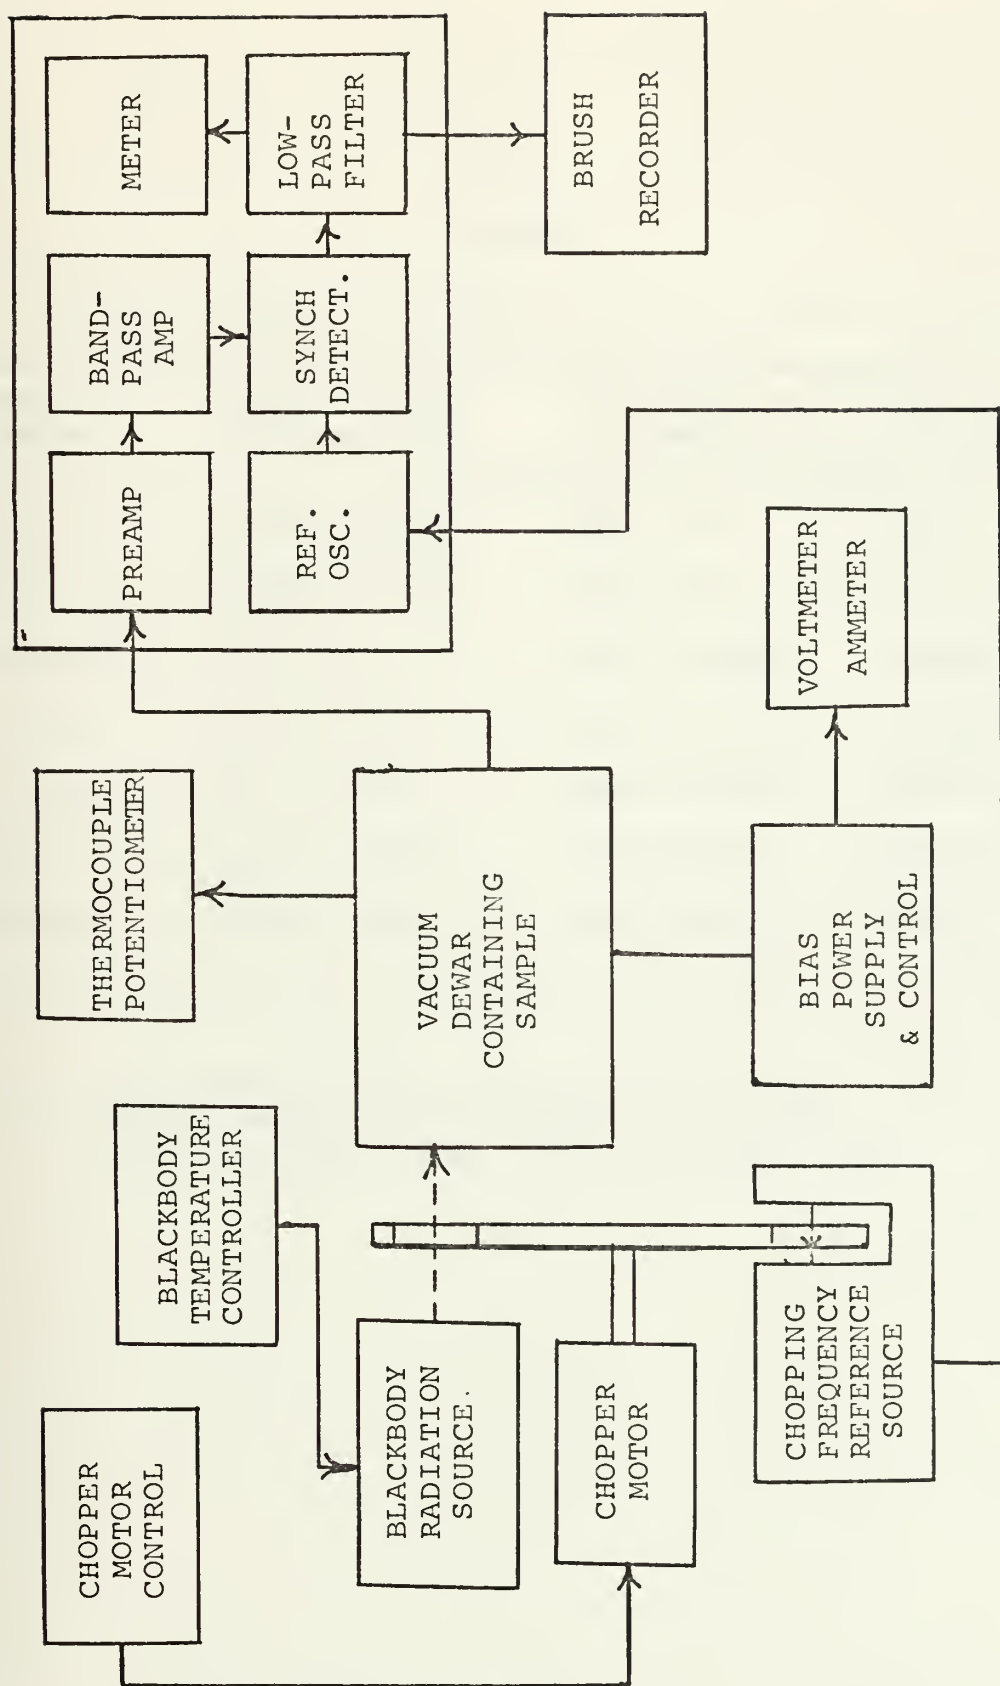 CHOPPER
MOTOR
CONTROL
BLACKBODY
TEMPERATURE
CONTROLLER
THERMOCOUPLE
POTENTIOMETER
BLACKBODY
RADIATION
SOURCE.
CHOPPER
MOTOR
CHOPPING
FREQUENCY
REFERENCE
SOURCE
VACUUM
DEWAR
CONTAINING
SAMPLE
BIAS
POWER
SUPPLY
& CONTROL
VOLTMETER
AMMETER
PREAMP
BAND-
PASS
AMP
METER
REF.
OSC.
SYNCH
DETECT.
LOW-
PASS
FILTER
BRUSH
RECORDER